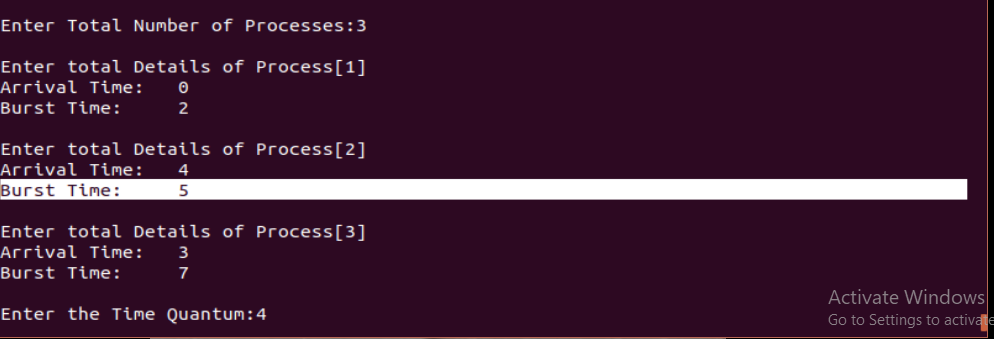 Enter Total Number of Processes:3
Enter total Details of Process[1]
Arrival Time: 0
Burst Time: 2
Enter total Details of Process[2]
Arrival Time: 4
Burst Time: 5
Enter total Details of Process[3]
Arrival Time: 3
Burst Time: 7
Enter the Time Quantum:4
Activate Windows
Go to Settings to activate